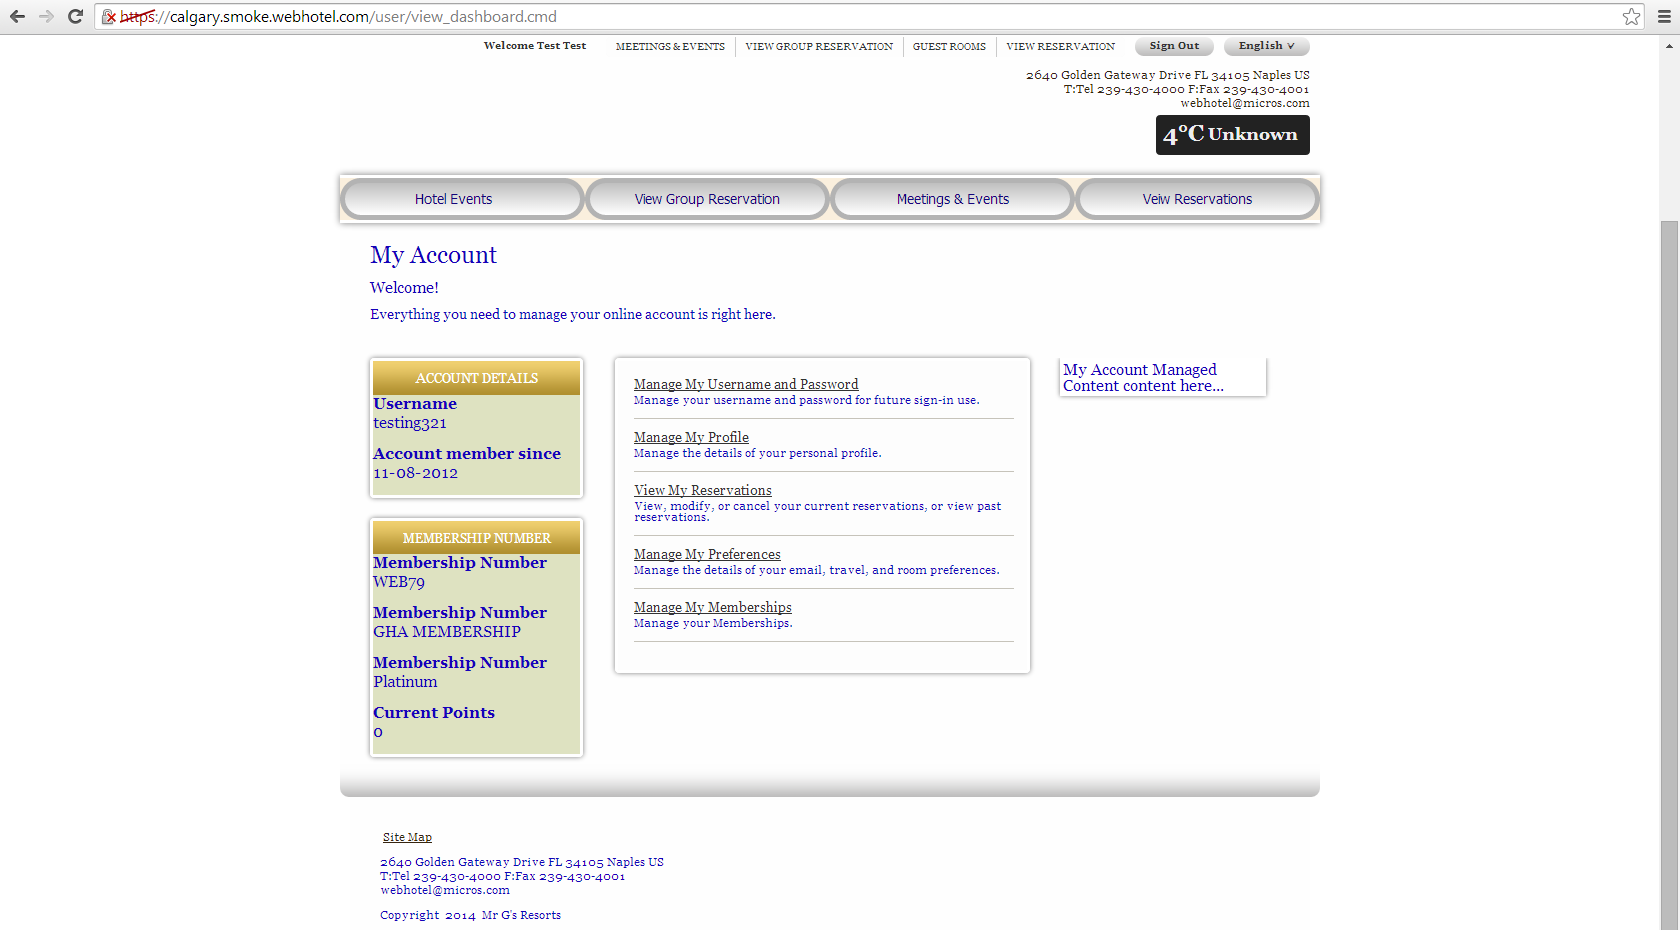 https://calgary.smoke.webhotel.com/user/view_dashboard.cmd
Welcome Test Test
MEETINGS & EVENTS
VIEW GROUP RESERVATION
GUEST ROOMS
VIEW RESERVATION
Sign Out
English
2640 Golden Gateway Drive FL 34105 Naples US
T:Tel 239-430-4000 F:Fax 239-430-4001
webhotel@micros.com
4°C Unknown
Hotel Events
View Group Reservation
Meetings & Events
Veiw Reservations
My Account
Welcome!
Everything you need to manage your online account is right here.
ACCOUNT DETAILS
Username
testing321
Account member since
11-08-2012
MEMBERSHIP NUMBER
Membership Number
WEB79
Membership Number
GHA MEMBERSHIP
Membership Number
Platinum
Current Points
0
Manage My Username and Password
Manage your username and password for future sign-in use.
Manage My Profile
Manage the details of your personal profile.
View My Reservations
View, modify, or cancel your current reservations, or view past
reservations.
Manage My Preferences
Manage the details of your email, travel, and room preferences.
Manage My Memberships
Manage your Memberships.
My Account Managed
Content content here...
Site Map
2640 Golden Gateway Drive FL 34105 Naples US
T:Tel 239-430-4000 F:Fax 239-430-4001
webhotel@micros.com
Copyright 2014 Mr G's Resorts